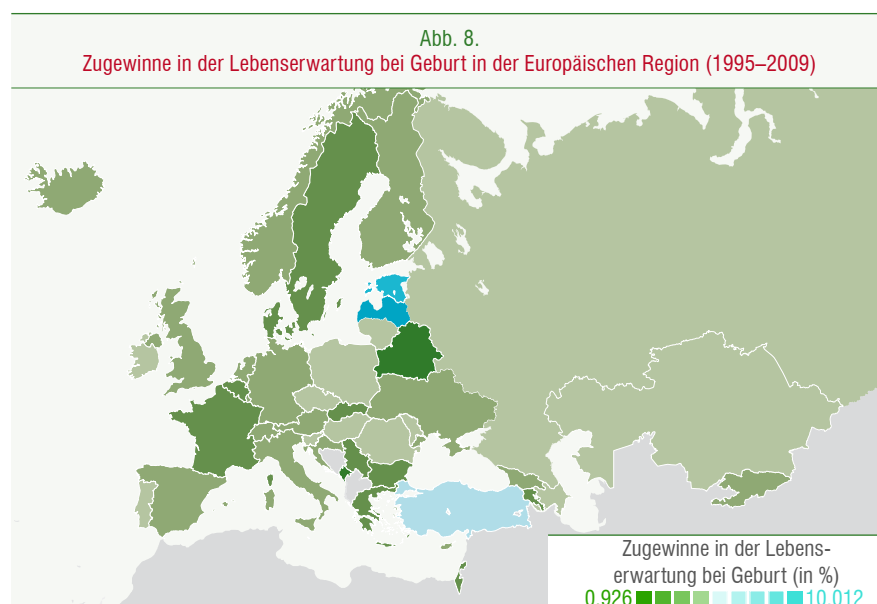 Abb. 8.
Zugewinne in der Lebenserwartung bei Geburt in der Europäischen Region (1995–2009)
Zugewinne in der Lebens-
erwartung bei Geburt (in %)
0.926 10.012